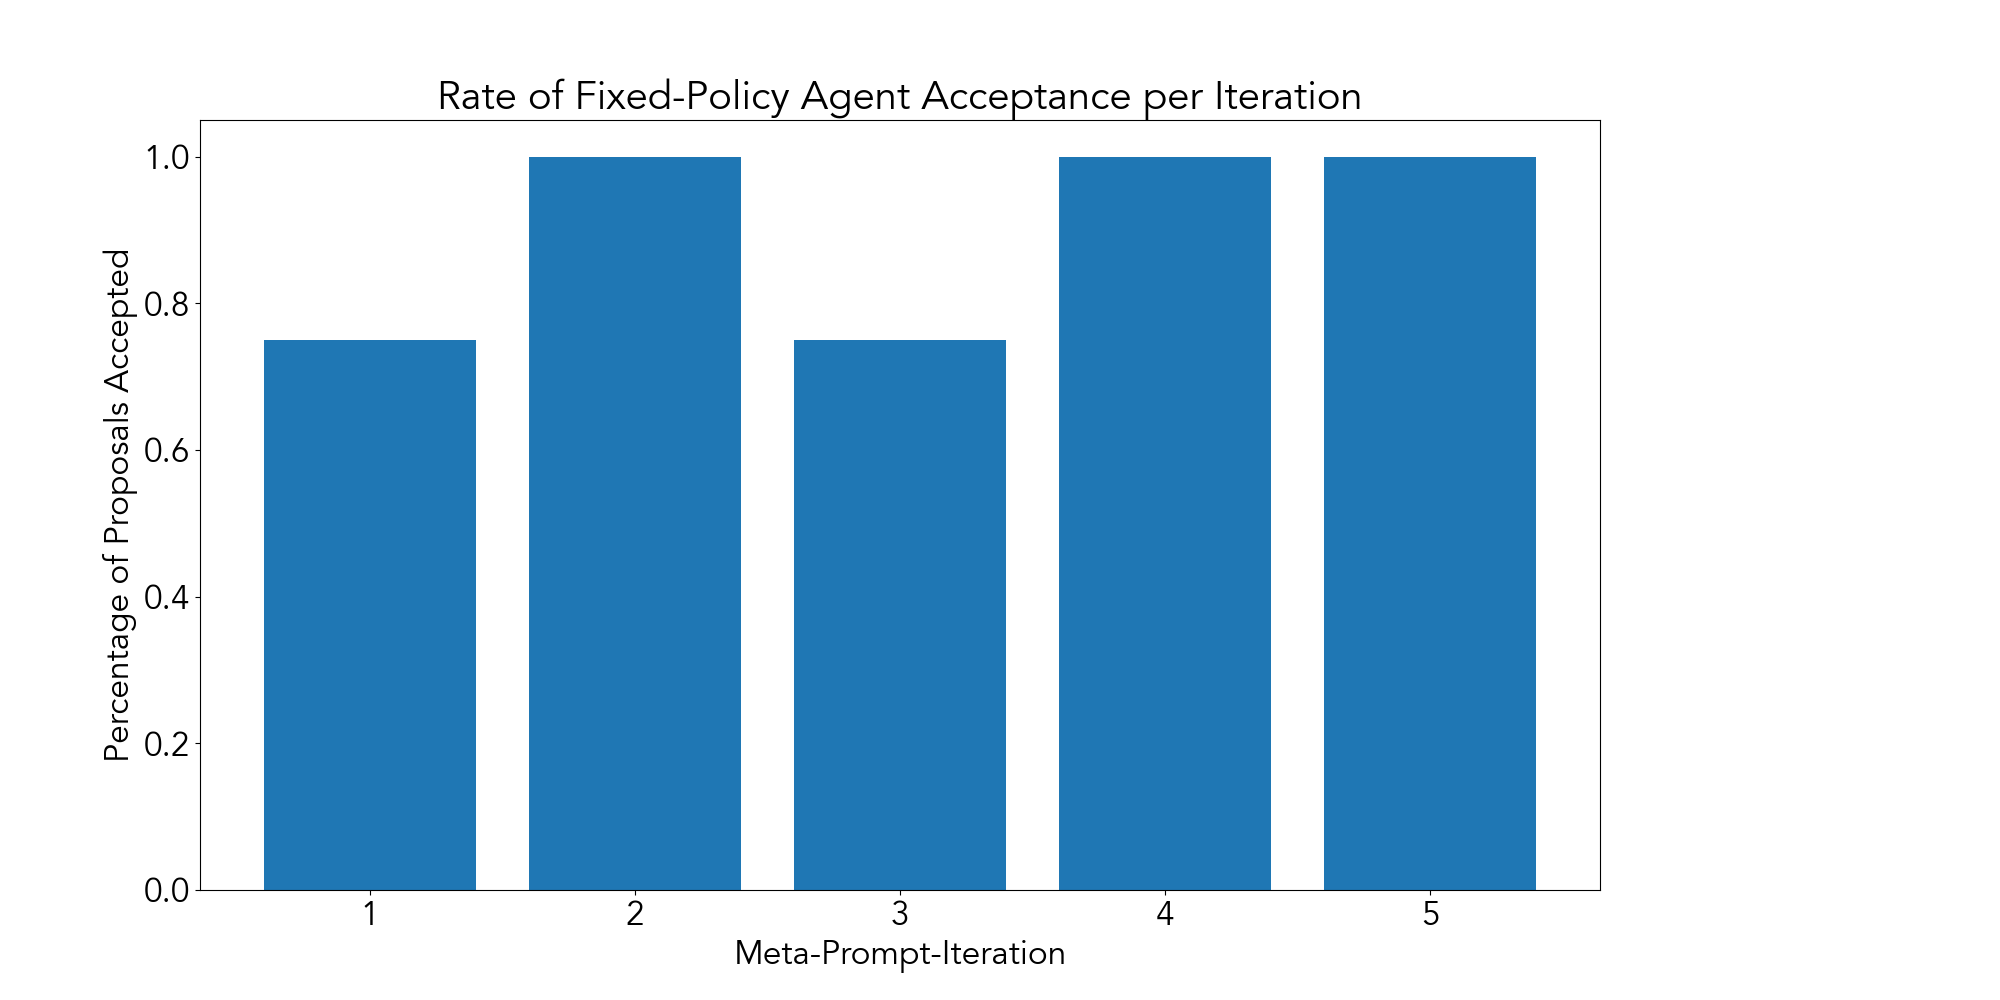 Rate of Fixed-Policy Agent Acceptance per Iteration
Percentage of Proposals Accepted
1.0
0.8
0.6
0.4
0.2
0.0
1 2 3 4 5
Meta-Prompt-Iteration